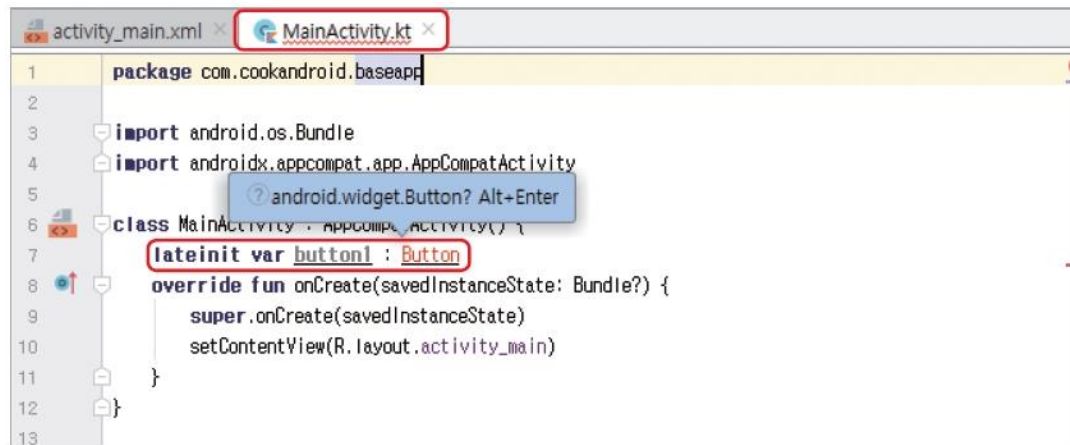 activity_main.xml × MainActivity.kt ×
1 package com.cookandroid.baseapp
2
3 import android.os.Bundle
4 import androidx.appcompat.app.AppCompatActivity
5
? android.widget.Button? Alt+Enter
6 class MainActivity : AppCompatActivity() {
7 lateinit var button1 : Button
8 override fun onCreate(savedInstanceState: Bundle?) {
9 super.onCreate(savedInstanceState)
10 setContentView(R.layout.activity_main)
11 }
12 }
13